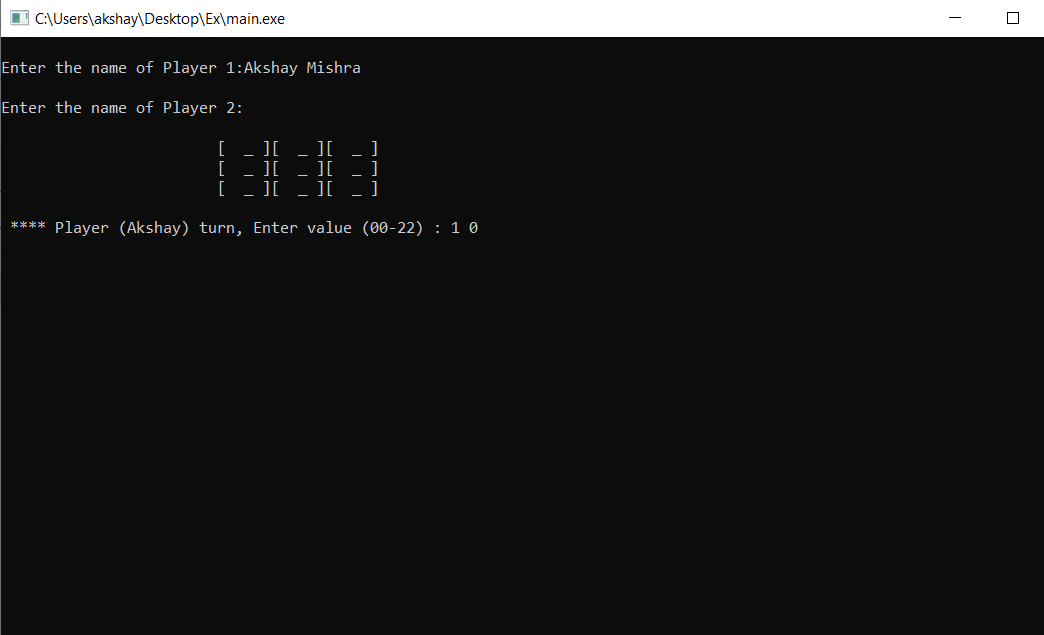 C:\Users\akshay\Desktop\Ex\main.exe
Enter the name of Player 1:Akshay Mishra
Enter the name of Player 2:
[  _ ][  _ ][  _ ]
[  _ ][  _ ][  _ ]
[  _ ][  _ ][  _ ]
**** Player (Akshay) turn, Enter value (00-22) : 1 0